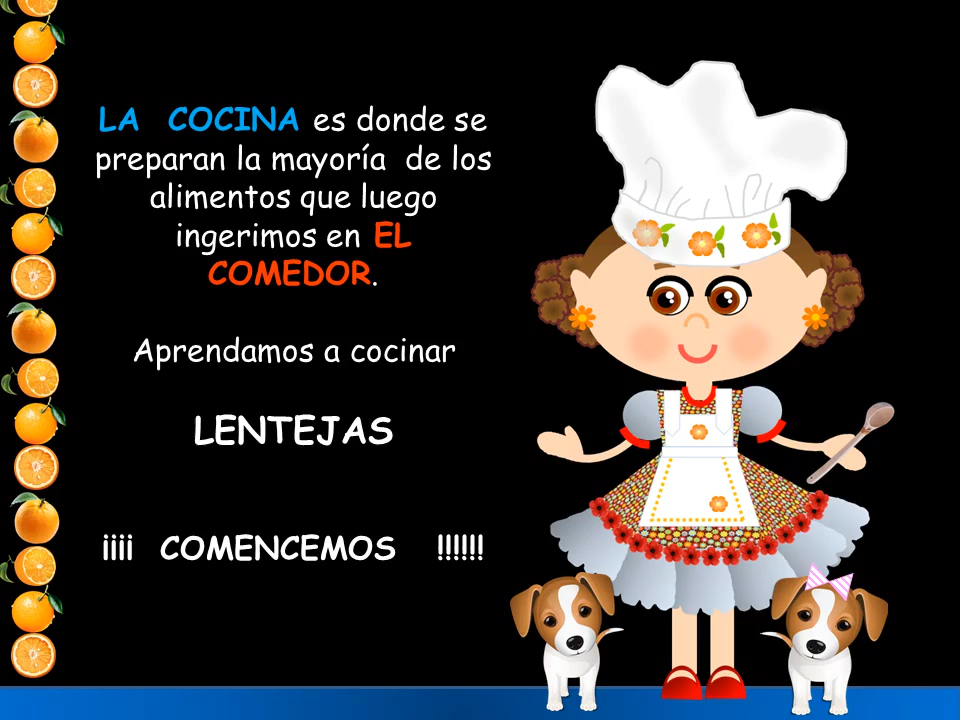 LA COCINA es donde se
preparan la mayoría de los
alimentos que luego
ingerimos en EL
COMEDOR.
Aprendamos a cocinar
LENTEJAS
¡¡¡¡ COMENCEMOS !!!!!!